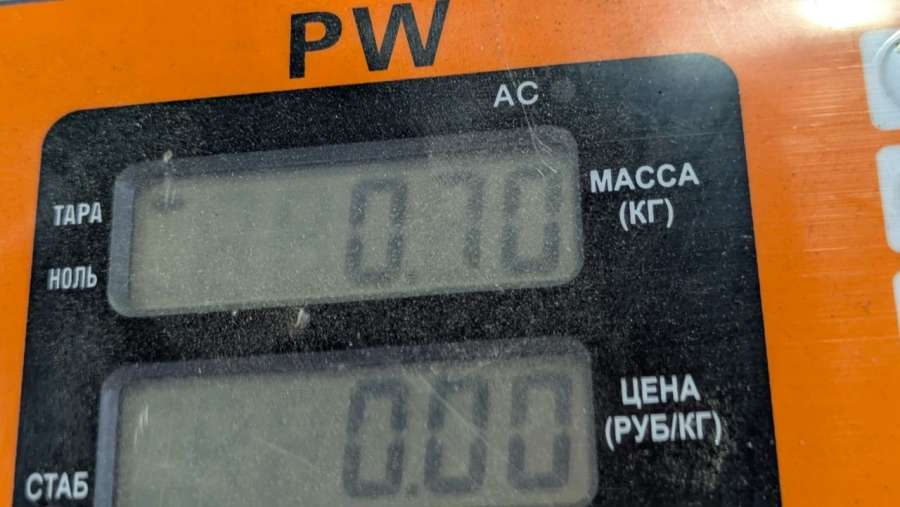 PW
AC
ТАРА
0.70
МАССА
(КГ)
НОЛЬ
0.00
ЦЕНА
(РУБ/КГ)
СТАБ